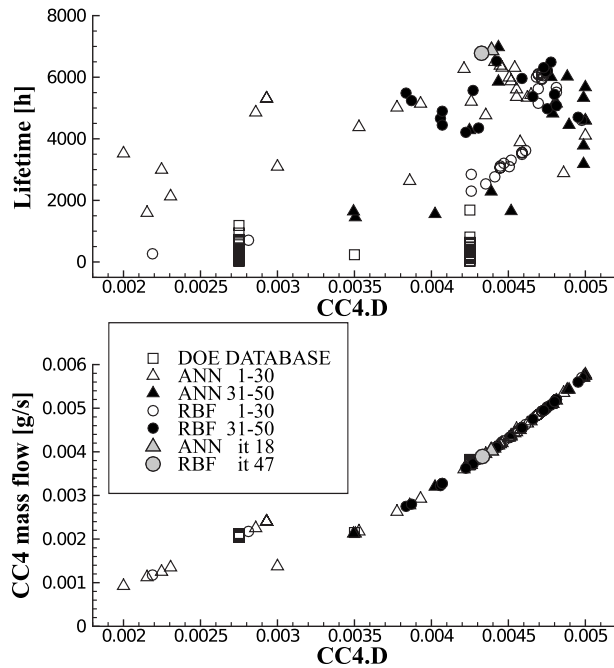 8000
6000
4000
2000
0
Lifetime [h]
0.002 0.0025 0.003 0.0035 0.004 0.0045 0.005
CC4.D
DOE DATABASE
ANN 1-30
ANN 31-50
RBF 1-30
RBF 31-50
ANN it 18
RBF it 47
0.006
0.005
0.004
0.003
0.002
0.001
0
CC4 mass flow [g/s]
0.002 0.0025 0.003 0.0035 0.004 0.0045 0.005
CC4.D